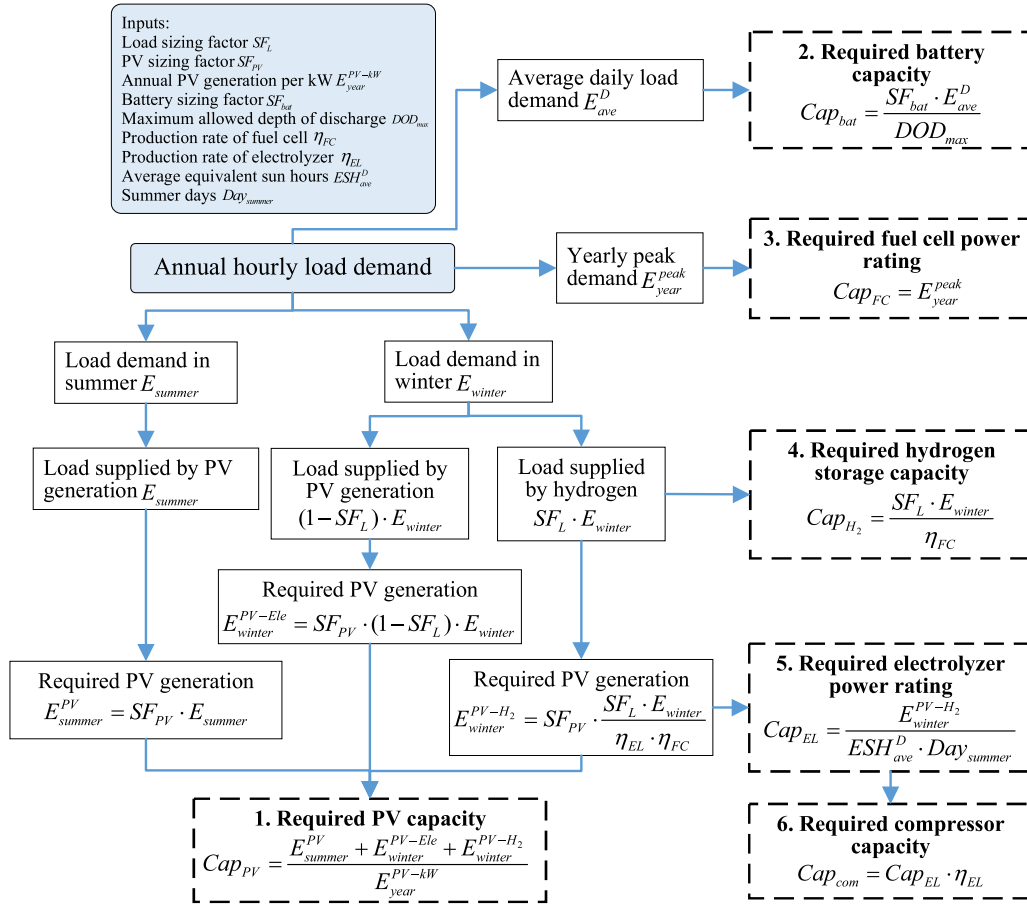 Inputs:
Load sizing factor SF_L
PV sizing factor SF_PV
Annual PV generation per kW E_year^PV−kW
Battery sizing factor SF_bat
Maximum allowed depth of discharge DOD_max
Production rate of fuel cell η_FC
Production rate of electrolyzer η_EL
Average equivalent sun hours ESH_ave^D
Summer days Day_summer
Average daily load
demand E_ave^D
2. Required battery
capacity
Cap_bat = (SF_bat · E_ave^D) / DOD_max
Annual hourly load demand
Yearly peak
demand E_year^peak
3. Required fuel cell power
rating
Cap_FC = E_year^peak
Load demand in
summer E_summer
Load demand in
winter E_winter
Load supplied by PV
generation E_summer
Load supplied by
PV generation
(1−SF_L) · E_winter
Load supplied
by hydrogen
SF_L · E_winter
4. Required hydrogen
storage capacity
Cap_H₂ = (SF_L · E_winter) / η_FC
Required PV generation
E_winter^PV−Ele = SF_PV · (1−SF_L) · E_winter
Required PV generation
E_summer^PV = SF_PV · E_summer
Required PV generation
E_winter^PV−H₂ = SF_PV · (SF_L · E_winter) / (η_EL · η_FC)
5. Required electrolyzer
power rating
Cap_EL = E_winter^PV−H₂ / (ESH_ave^D · Day_summer)
1. Required PV capacity
Cap_PV = (E_summer^PV + E_winter^PV−Ele + E_winter^PV−H₂) / E_year^PV−kW
6. Required compressor
capacity
Cap_com = Cap_EL · η_EL